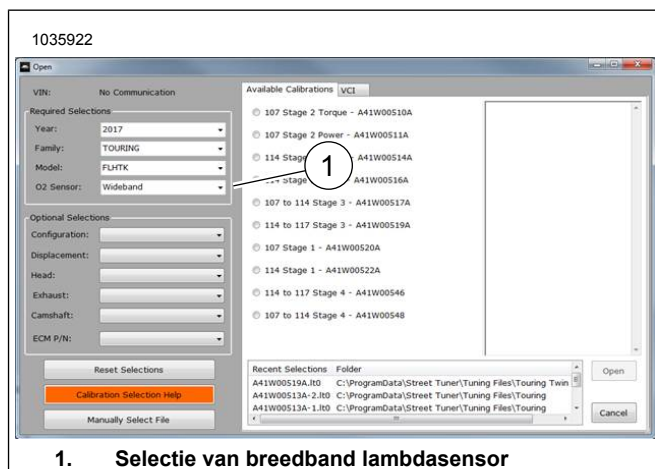 1035922
Open
VIN: No Communication
Required Selections
Year: 2017
Family: TOURING
Model: FLHTK
O2 Sensor: Wideband
Optional Selections
Configuration:
Displacement:
Head:
Exhaust:
Camshaft:
ECM P/N:
Reset Selections
Calibration Selection Help
Manually Select File
Available Calibrations VCI
107 Stage 2 Torque - A41W00510A
107 Stage 2 Power - A41W00511A
114 Stage - A41W00514A
1
Stage A41W00516A
107 to 114 Stage 3 - A41W00517A
114 to 117 Stage 3 - A41W00519A
107 Stage 1 - A41W00520A
114 Stage 1 - A41W00522A
114 to 117 Stage 4 - A41W00546
107 to 114 Stage 4 - A41W00548
Recent Selections Folder
A41W00519A.lt0 C:\ProgramData\Street Tuner\Tuning Files\Touring Twin
A41W00513A-2.lt0 C:\ProgramData\Street Tuner\Tuning Files\Touring
A41W00513A-1.lt0 C:\ProgramData\Street Tuner\Tuning Files\Touring
Open
Cancel
1. Selectie van breedband lambdasensor